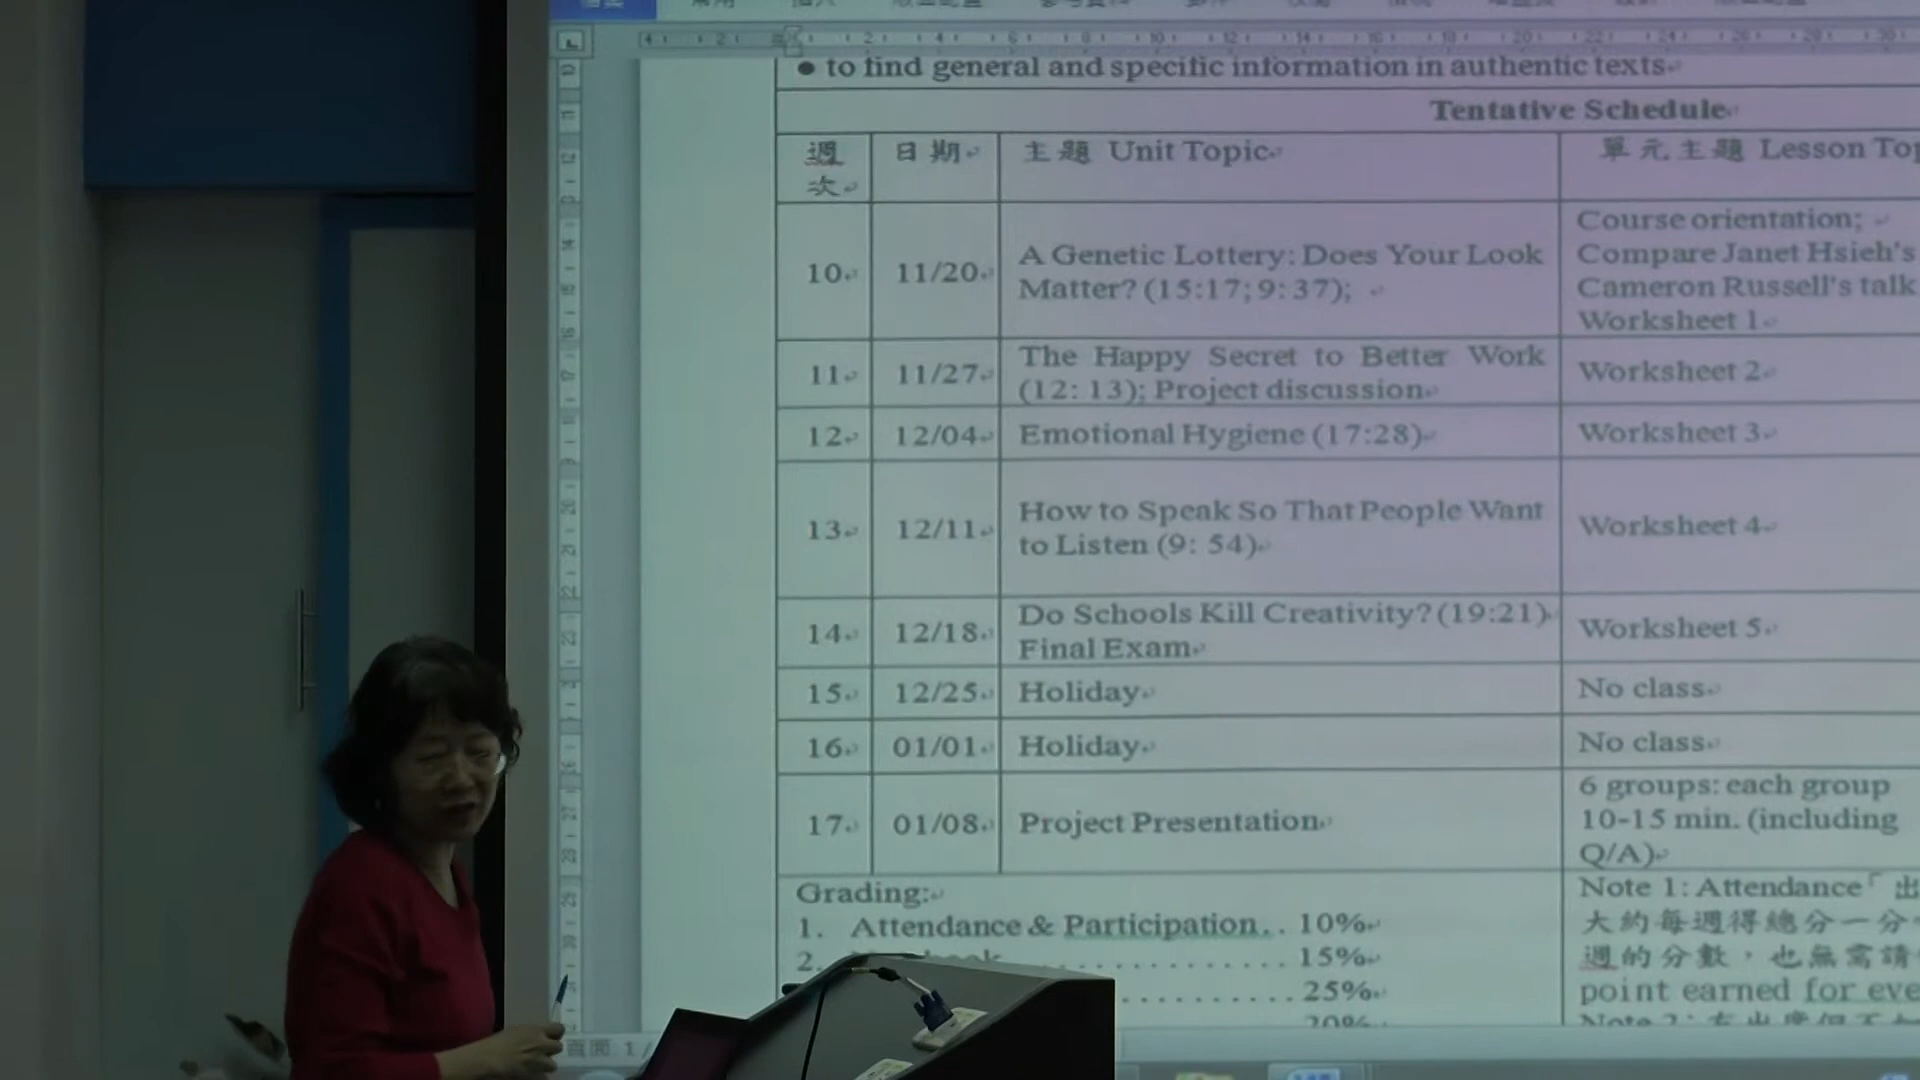 ● to find general and specific information in authentic texts
Tentative Schedule
週次 日期 主題 Unit Topic 單元主題 Lesson Top
10 11/20 A Genetic Lottery: Does Your Look
Matter? (15:17; 9: 37);
Course orientation;
Compare Janet Hsieh's
Cameron Russell's talk
Worksheet 1
11 11/27 The Happy Secret to Better Work
(12: 13); Project discussion
Worksheet 2
12 12/04 Emotional Hygiene (17:28) Worksheet 3
13 12/11 How to Speak So That People Want
to Listen (9: 54)
Worksheet 4
14 12/18 Do Schools Kill Creativity? (19:21)
Final Exam
Worksheet 5
15 12/25 Holiday No class
16 01/01 Holiday No class
17 01/08 Project Presentation
6 groups: each group
10-15 min. (including
Q/A)
Grading:
1. Attendance & Participation.. 10%
2. 15%
25%
20%
Note 1: Attendance「出
大約每週得總分一分
週的分數，也無需請
point earned for eve
頁面: 1 /